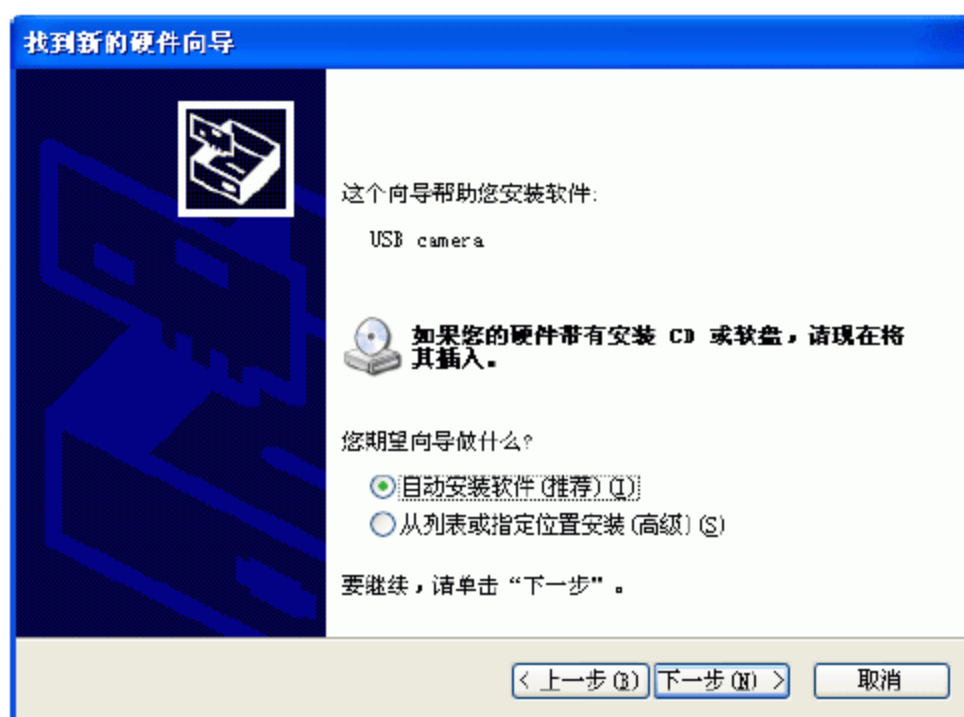 找到新的硬件向导
这个向导帮助您安装软件:
USB camera
如果您的硬件带有安装 CD 或软盘，请现在将
其插入。
您期望向导做什么?
自动安装软件(推荐)(I)
从列表或指定位置安装(高级)(S)
要继续，请单击“下一步”。
< 上一步(B) 下一步(N) > 取消